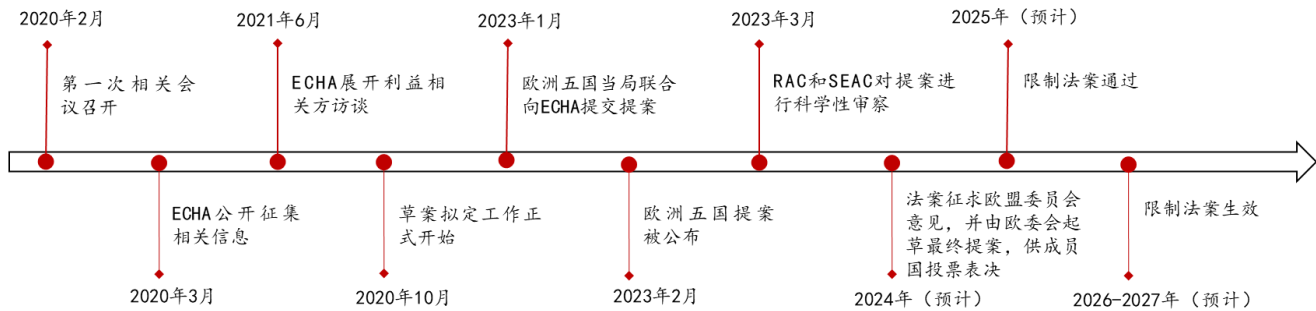 2020年2月
2021年6月
2023年1月
2023年3月
2025年（预计）
第一次相关会
议召开
ECHA展开利益相
关方访谈
欧洲五国当局联合
向ECHA提交提案
RAC和SEAC对提案进
行科学性审察
限制法案通过
ECHA公开征集
相关信息
草案拟定工作正
式开始
欧洲五国提案
被公布
法案征求欧盟委员会
意见，并由欧委会起
草最终提案，供成员
国投票表决
限制法案生效
2020年3月
2020年10月
2023年2月
2024年（预计）
2026-2027年（预计）